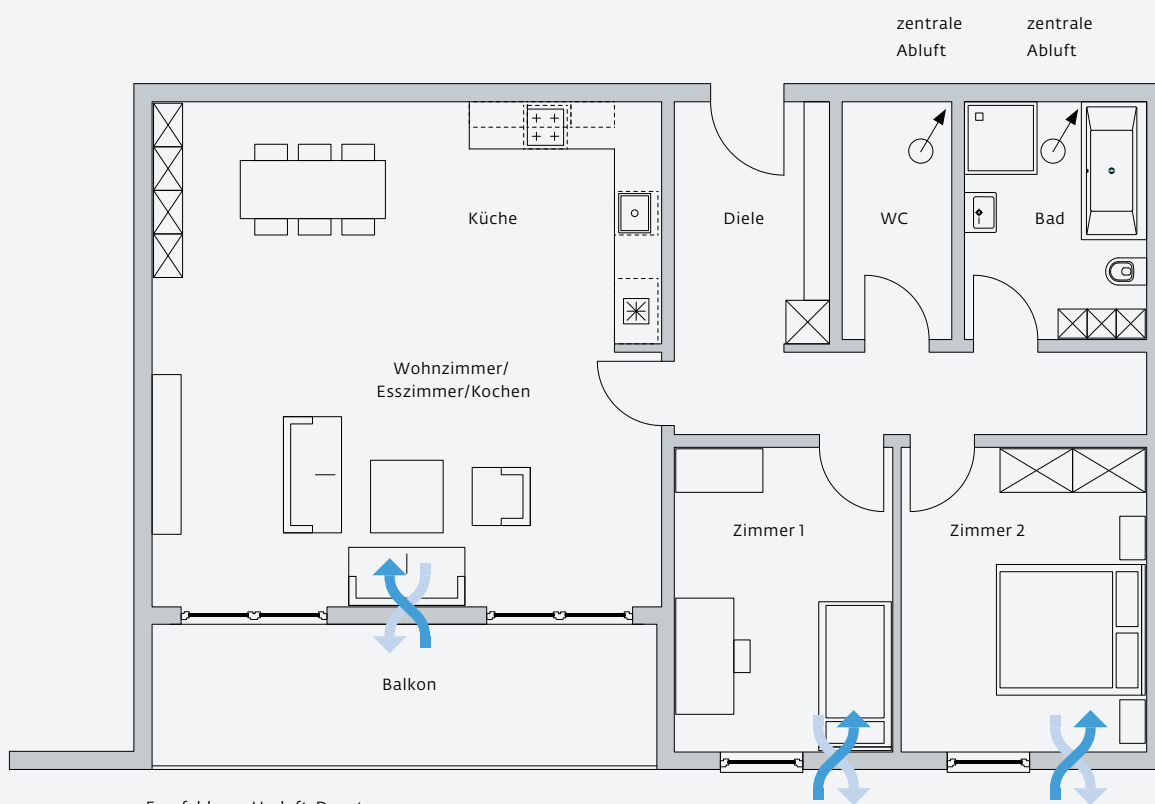 zentrale
Abluft
zentrale
Abluft
Küche
Diele
WC
Bad
Wohnzimmer/
Esszimmer/Kochen
Zimmer 1
Zimmer 2
Balkon